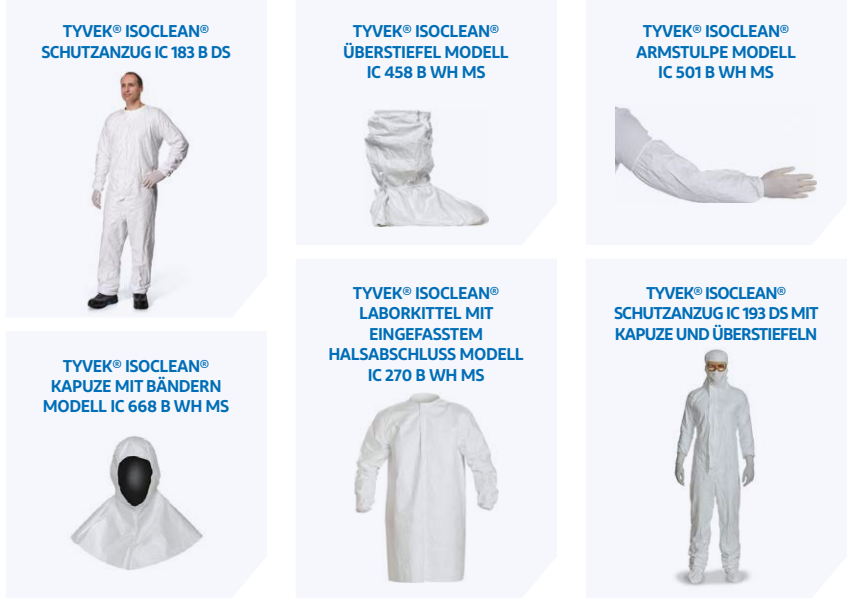 TYVEK® ISOCLEAN®
SCHUTZANZUG IC 183 B DS
TYVEK® ISOCLEAN®
ÜBERSTIEFEL MODELL
IC 458 B WH MS
TYVEK® ISOCLEAN®
ARMSTULPE MODELL
IC 501 B WH MS
TYVEK® ISOCLEAN®
KAPUZE MIT BÄNDERN
MODELL IC 668 B WH MS
TYVEK® ISOCLEAN®
LABORKITTEL MIT
EINGEFASSTEM
HALSABSCHLUSS MODELL
IC 270 B WH MS
TYVEK® ISOCLEAN®
SCHUTZANZUG IC 193 DS MIT
KAPUZE UND ÜBERSTIEFELN